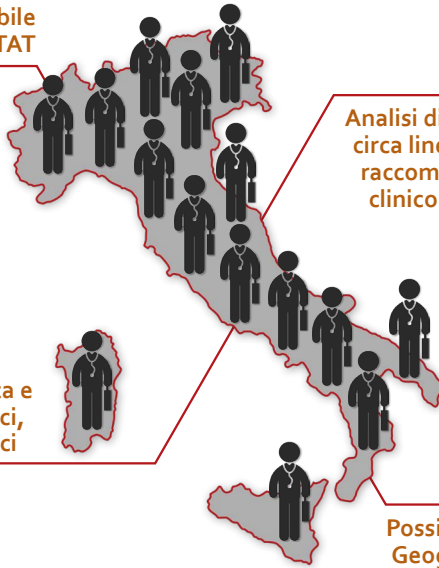 bile
TAT
Analisi di
circa line
raccom
clinico
a e
ci,
ci
Possi
Geog